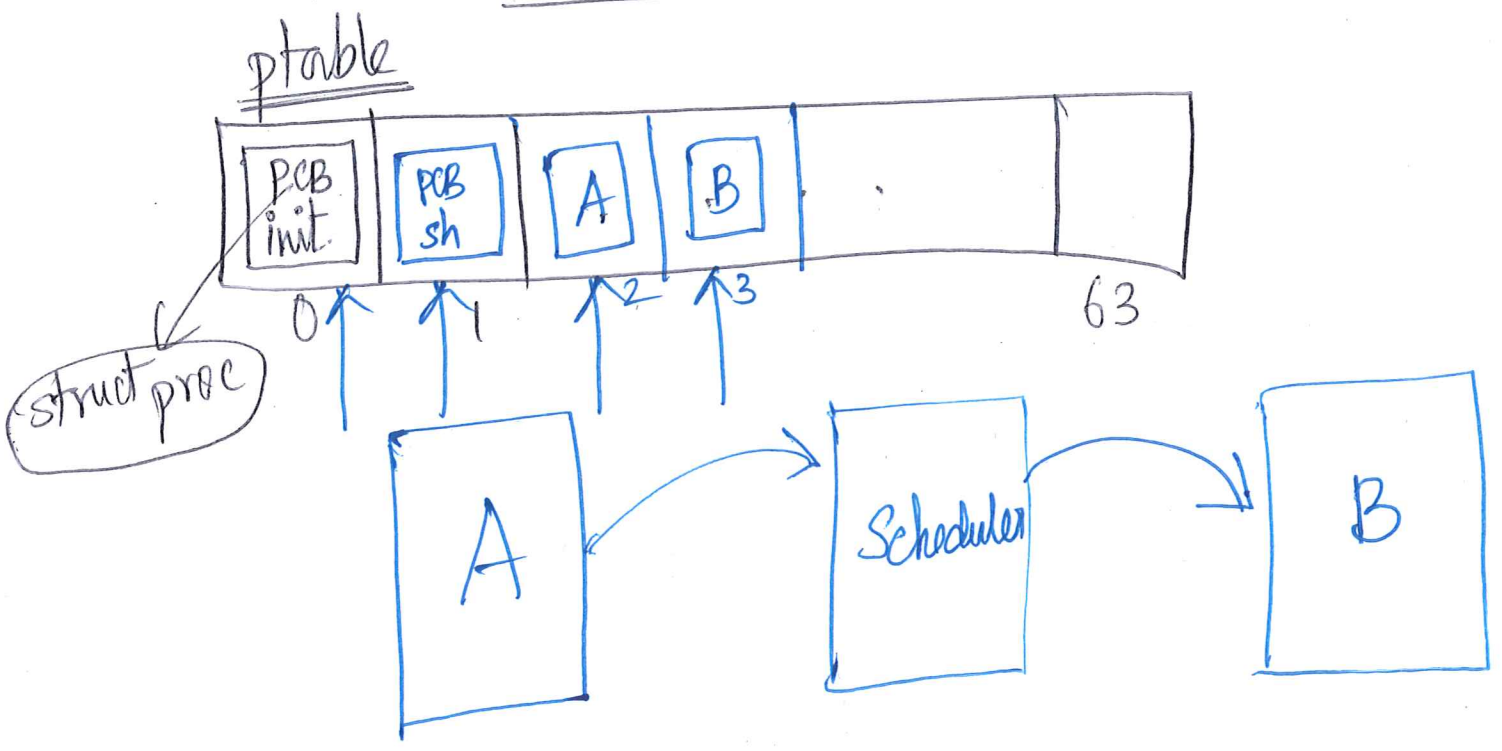 ptable
PCB
init
PCB
sh
A
B
0
1
2
3
63
struct proc
A
Scheduler
B